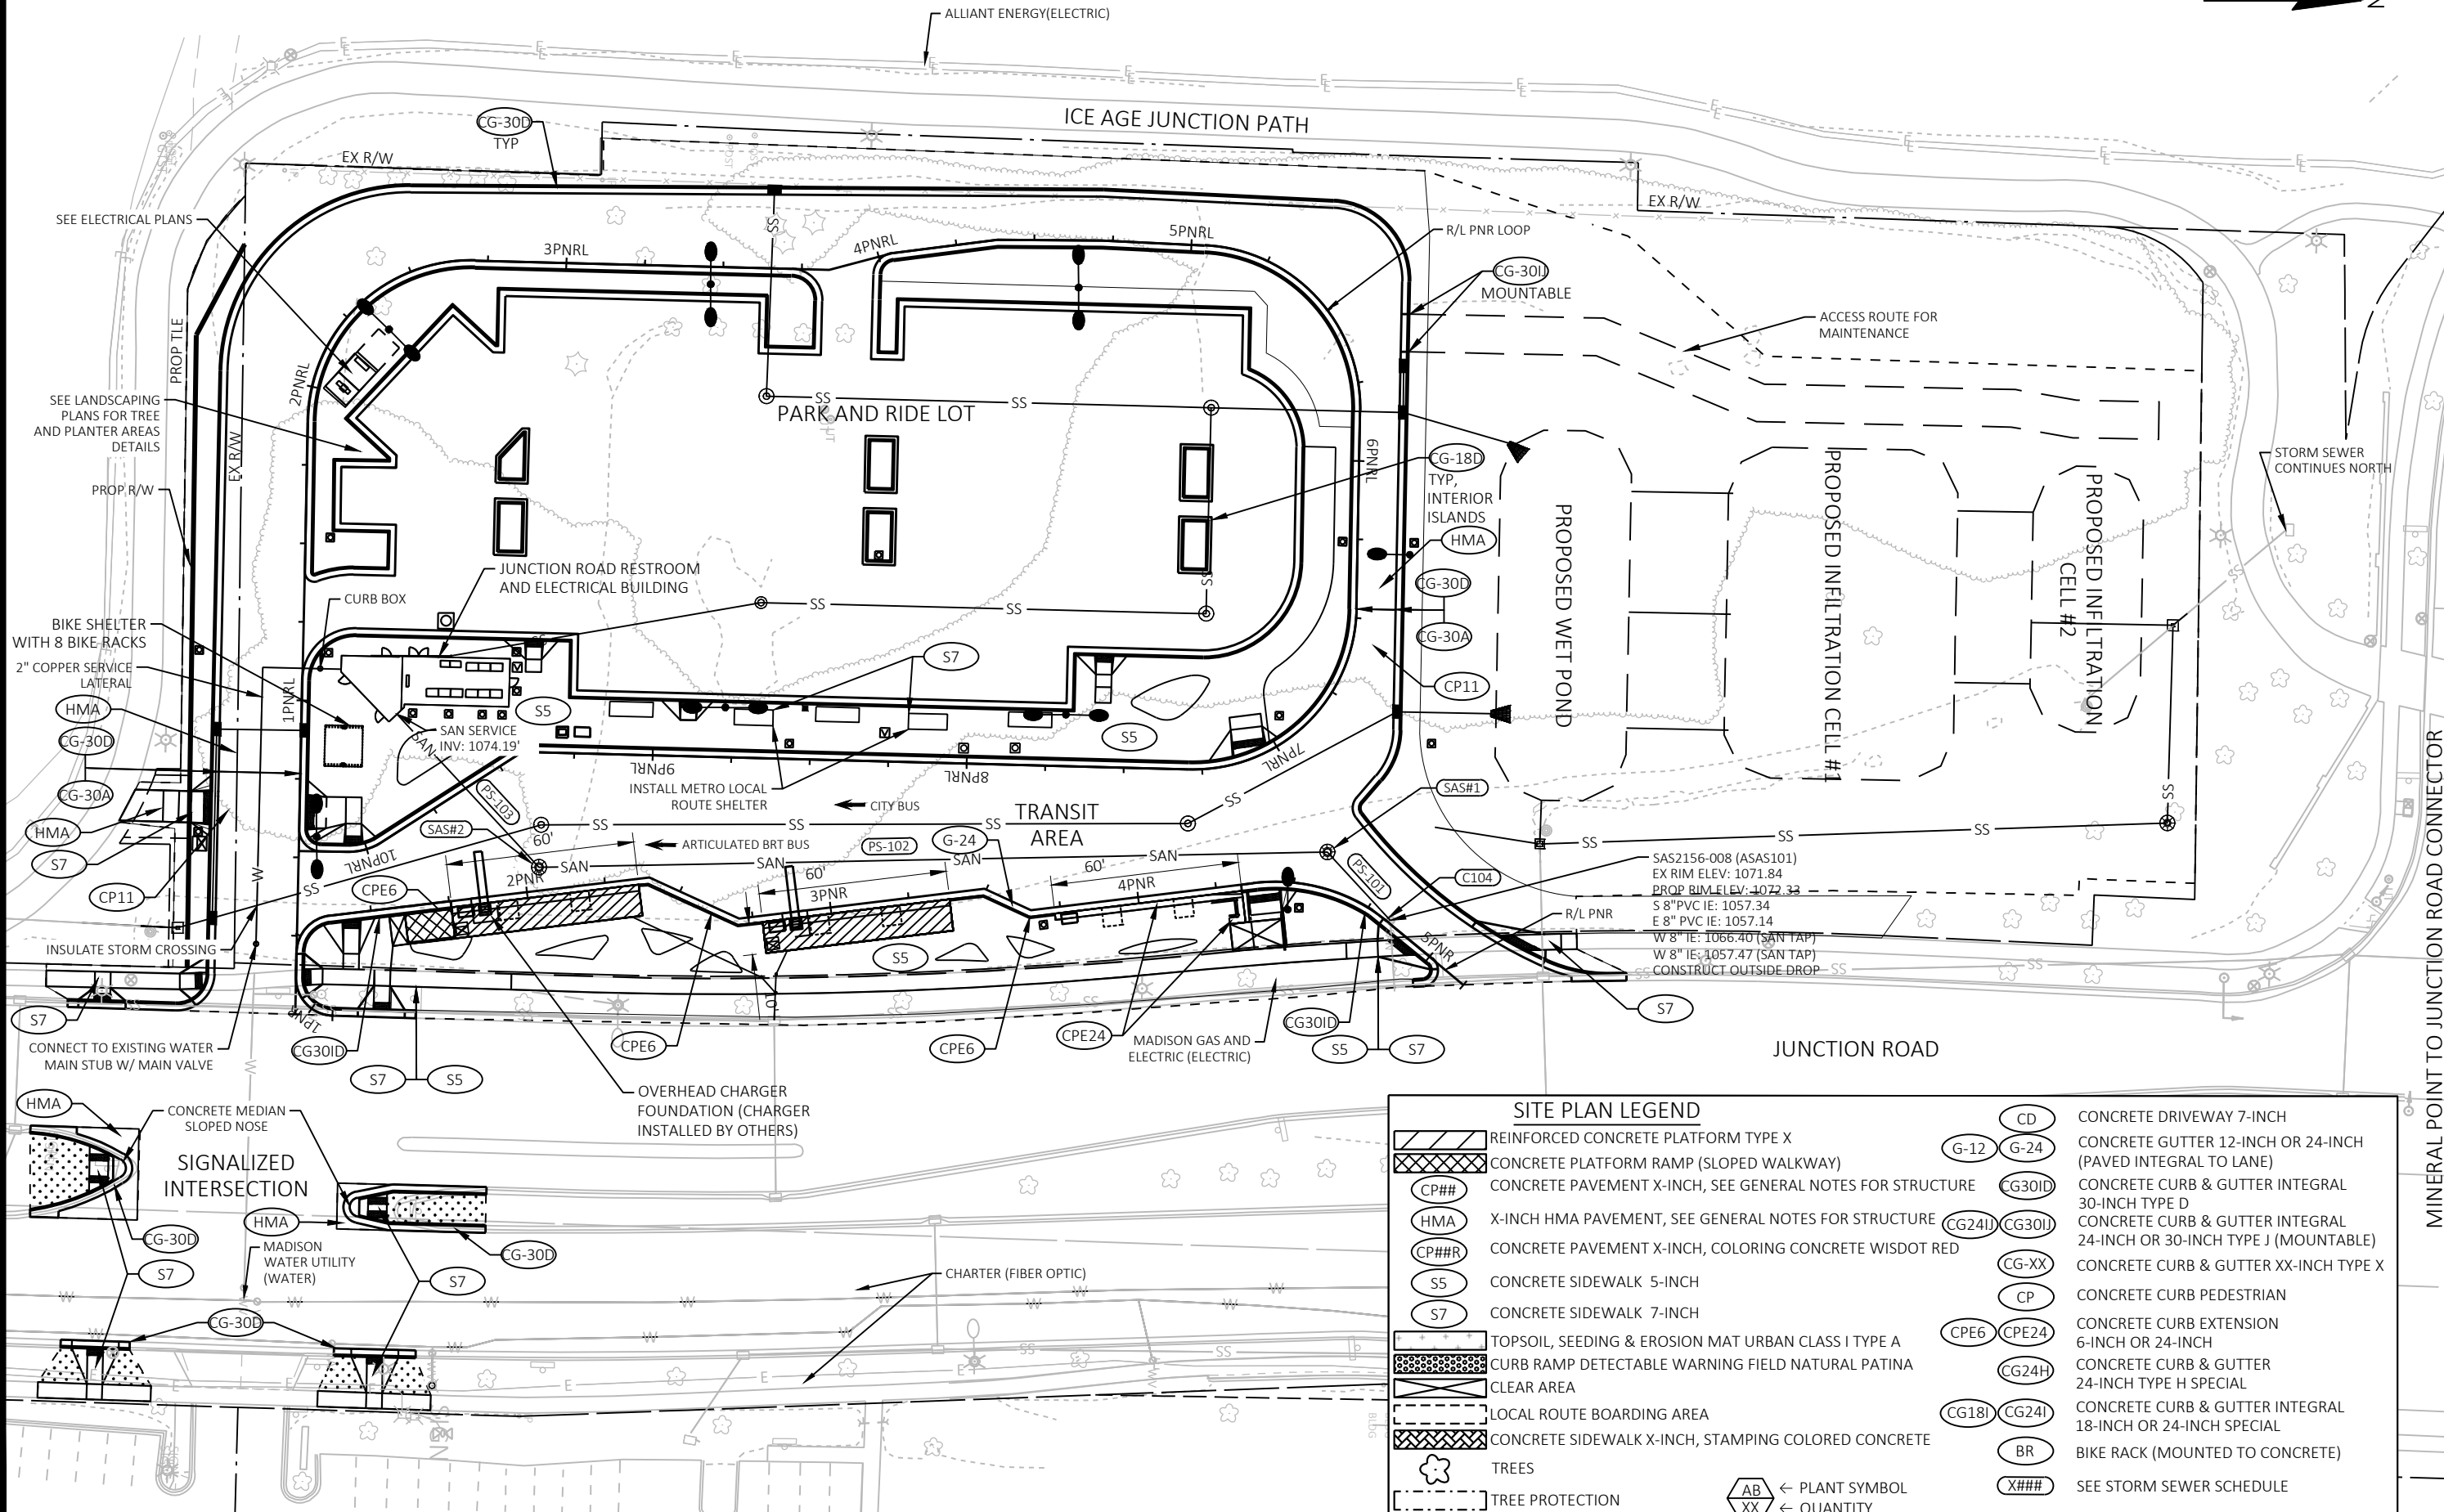 ALLIANT ENERGY(ELECTRIC)
N
ICE AGE JUNCTION PATH
CG-30D
TYP
EX R/W
EX R/W
SEE ELECTRICAL PLANS
3PNRL
4PNRL
5PNRL
R/L PNR LOOP
CG-30IJ
MOUNTABLE
ACCESS ROUTE FOR
MAINTENANCE
PROP TLE
2PNRL
SEE LANDSCAPING
PLANS FOR TREE
AND PLANTER AREAS
DETAILS
EX R/W
PROP R/W
SS
SS
SS
PARK AND RIDE LOT
6PNRL
CG-18D
TYP,
INTERIOR
ISLANDS
HMA
CG-30D
CG-30A
CP11
STORM SEWER
CONTINUES NORTH
PROPOSED WET POND
PROPOSED INFILTRATION CELL #1
PROPOSED INFILTRATION
CELL #2
JUNCTION ROAD RESTROOM
AND ELECTRICAL BUILDING
CURB BOX
BIKE SHELTER
WITH 8 BIKE RACKS
2" COPPER SERVICE
LATERAL
SS
SS
SS
SS
S7
HMA
CG-30D
CG-30A
1PNRL
S5
S5
SAN
SAN SERVICE
INV: 1074.19'
9PNRL
8PNRL
7PNRL
INSTALL METRO LOCAL
ROUTE SHELTER
CITY BUS
TRANSIT
AREA
SS
SS
SS
SS
SAS#1
PS-103
SAS#2
60'
ARTICULATED BRT BUS
PS-102
G-24
HMA
S7
CP11
W
10PNRL
SS
CPE6
SAN
SAN
SAN
SAN
2PNR
60'
3PNR
60'
4PNR
PS-101
C104
SS
SS
SS
SAS2156-008 (ASAS101)
EX RIM ELEV: 1071.84
PROP RIM ELEV: 1072.33
S 8"PVC IE: 1057.34
E 8" PVC IE: 1057.14
W 8" IE: 1066.40 (SAN TAP)
W 8" IE: 1057.47 (SAN TAP)
CONSTRUCT OUTSIDE DROP
R/L PNR
5PNR
INSULATE STORM CROSSING
S5
10'
S7
1PNR
CG30ID
CPE6
CPE6
CPE24
MADISON GAS AND
ELECTRIC (ELECTRIC)
CG30ID
S5
S7
S7
CONNECT TO EXISTING WATER
MAIN STUB W/ MAIN VALVE
S7
S5
JUNCTION ROAD
MINERAL POINT TO JUNCTION ROAD CONNECTOR
OVERHEAD CHARGER
FOUNDATION (CHARGER
INSTALLED BY OTHERS)
HMA
CONCRETE MEDIAN
SLOPED NOSE
SIGNALIZED
INTERSECTION
HMA
CG-30D
CG-30D
S7
MADISON
WATER UTILITY
(WATER)
S7
CHARTER (FIBER OPTIC)
CG-30D
SITE PLAN LEGEND
REINFORCED CONCRETE PLATFORM TYPE X
CONCRETE PLATFORM RAMP (SLOPED WALKWAY)
CP## CONCRETE PAVEMENT X-INCH, SEE GENERAL NOTES FOR STRUCTURE
HMA X-INCH HMA PAVEMENT, SEE GENERAL NOTES FOR STRUCTURE
CP##R CONCRETE PAVEMENT X-INCH, COLORING CONCRETE WISDOT RED
S5 CONCRETE SIDEWALK 5-INCH
S7 CONCRETE SIDEWALK 7-INCH
TOPSOIL, SEEDING & EROSION MAT URBAN CLASS I TYPE A
CURB RAMP DETECTABLE WARNING FIELD NATURAL PATINA
CLEAR AREA
LOCAL ROUTE BOARDING AREA
CONCRETE SIDEWALK X-INCH, STAMPING COLORED CONCRETE
TREES
TREE PROTECTION
AB ← PLANT SYMBOL
XX ← QUANTITY
CD CONCRETE DRIVEWAY 7-INCH
G-12 G-24 CONCRETE GUTTER 12-INCH OR 24-INCH
(PAVED INTEGRAL TO LANE)
CG30ID CONCRETE CURB & GUTTER INTEGRAL
30-INCH TYPE D
CG24IJ CG30IJ CONCRETE CURB & GUTTER INTEGRAL
24-INCH OR 30-INCH TYPE J (MOUNTABLE)
CG-XX CONCRETE CURB & GUTTER XX-INCH TYPE X
CP CONCRETE CURB PEDESTRIAN
CPE6 CPE24 CONCRETE CURB EXTENSION
6-INCH OR 24-INCH
CG24H CONCRETE CURB & GUTTER
24-INCH TYPE H SPECIAL
CG18I CG24I CONCRETE CURB & GUTTER INTEGRAL
18-INCH OR 24-INCH SPECIAL
BR BIKE RACK (MOUNTED TO CONCRETE)
X### SEE STORM SEWER SCHEDULE